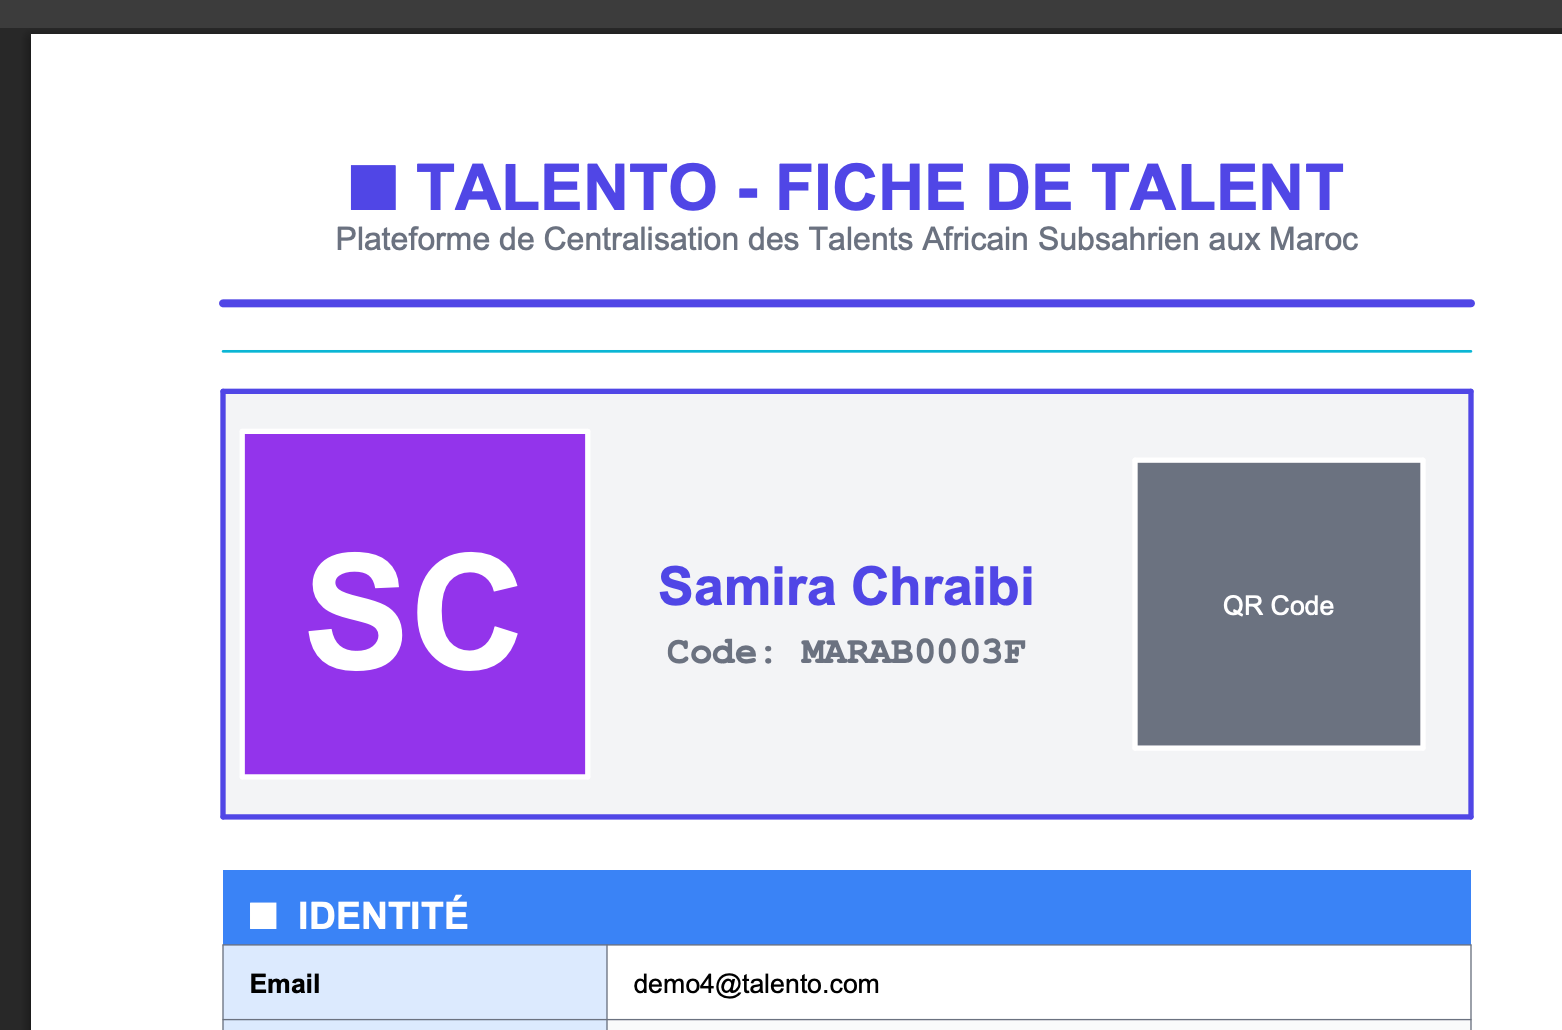 ■ TALENTO - FICHE DE TALENT
Plateforme de Centralisation des Talents Africain Subsahrien aux Maroc
SC
Samira Chraibi
Code: MARAB0003F
QR Code
■ IDENTITÉ
Email
demo4@talento.com